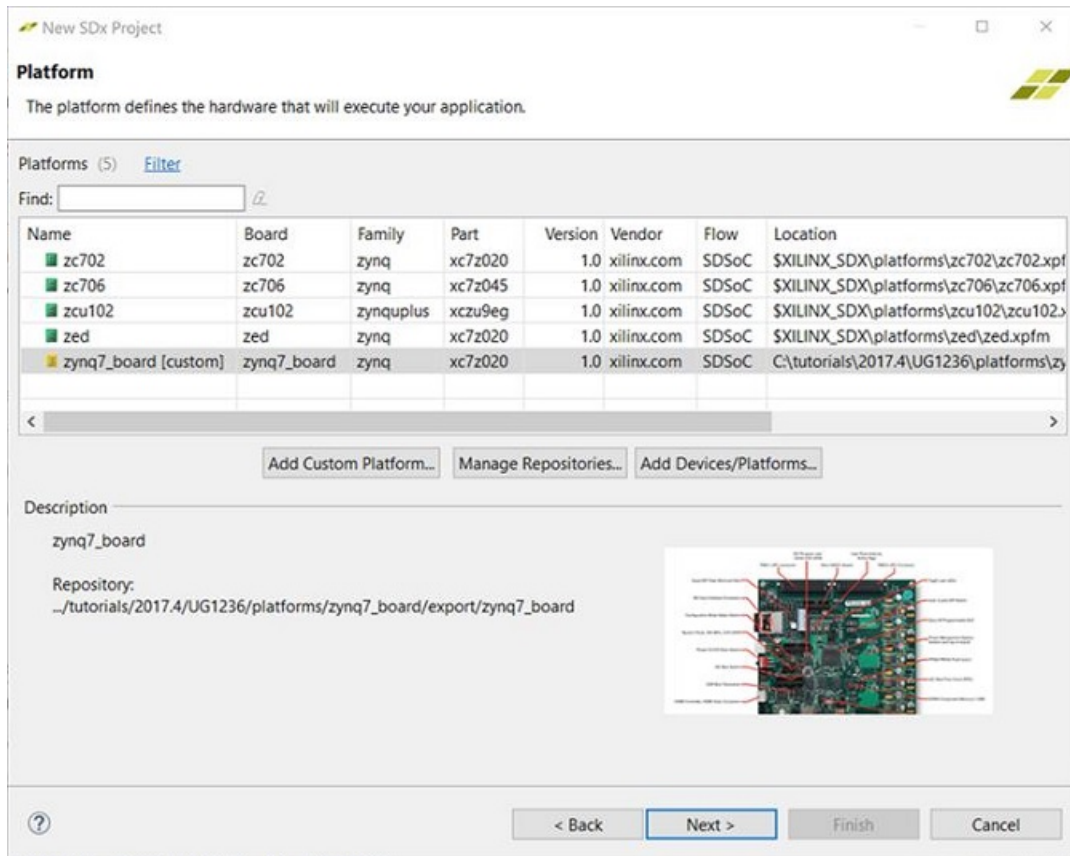 New SDx Project
Platform
The platform defines the hardware that will execute your application.
Platforms (5) Filter
Find:
Name Board Family Part Version Vendor Flow Location
zc702 zc702 zynq xc7z020 1.0 xilinx.com SDSoC $XILINX_SDX\platforms\zc702\zc702.xpf
zc706 zc706 zynq xc7z045 1.0 xilinx.com SDSoC $XILINX_SDX\platforms\zc706\zc706.xpf
zcu102 zcu102 zynquplus xczu9eg 1.0 xilinx.com SDSoC $XILINX_SDX\platforms\zcu102\zcu102.x
zed zed zynq xc7z020 1.0 xilinx.com SDSoC $XILINX_SDX\platforms\zed\zed.xpfm
zynq7_board [custom] zynq7_board zynq xc7z020 1.0 xilinx.com SDSoC C:\tutorials\2017.4\UG1236\platforms\zy
Add Custom Platform... Manage Repositories... Add Devices/Platforms...
Description
zynq7_board
Repository:
.../tutorials/2017.4/UG1236/platforms/zynq7_board/export/zynq7_board
< Back Next > Finish Cancel